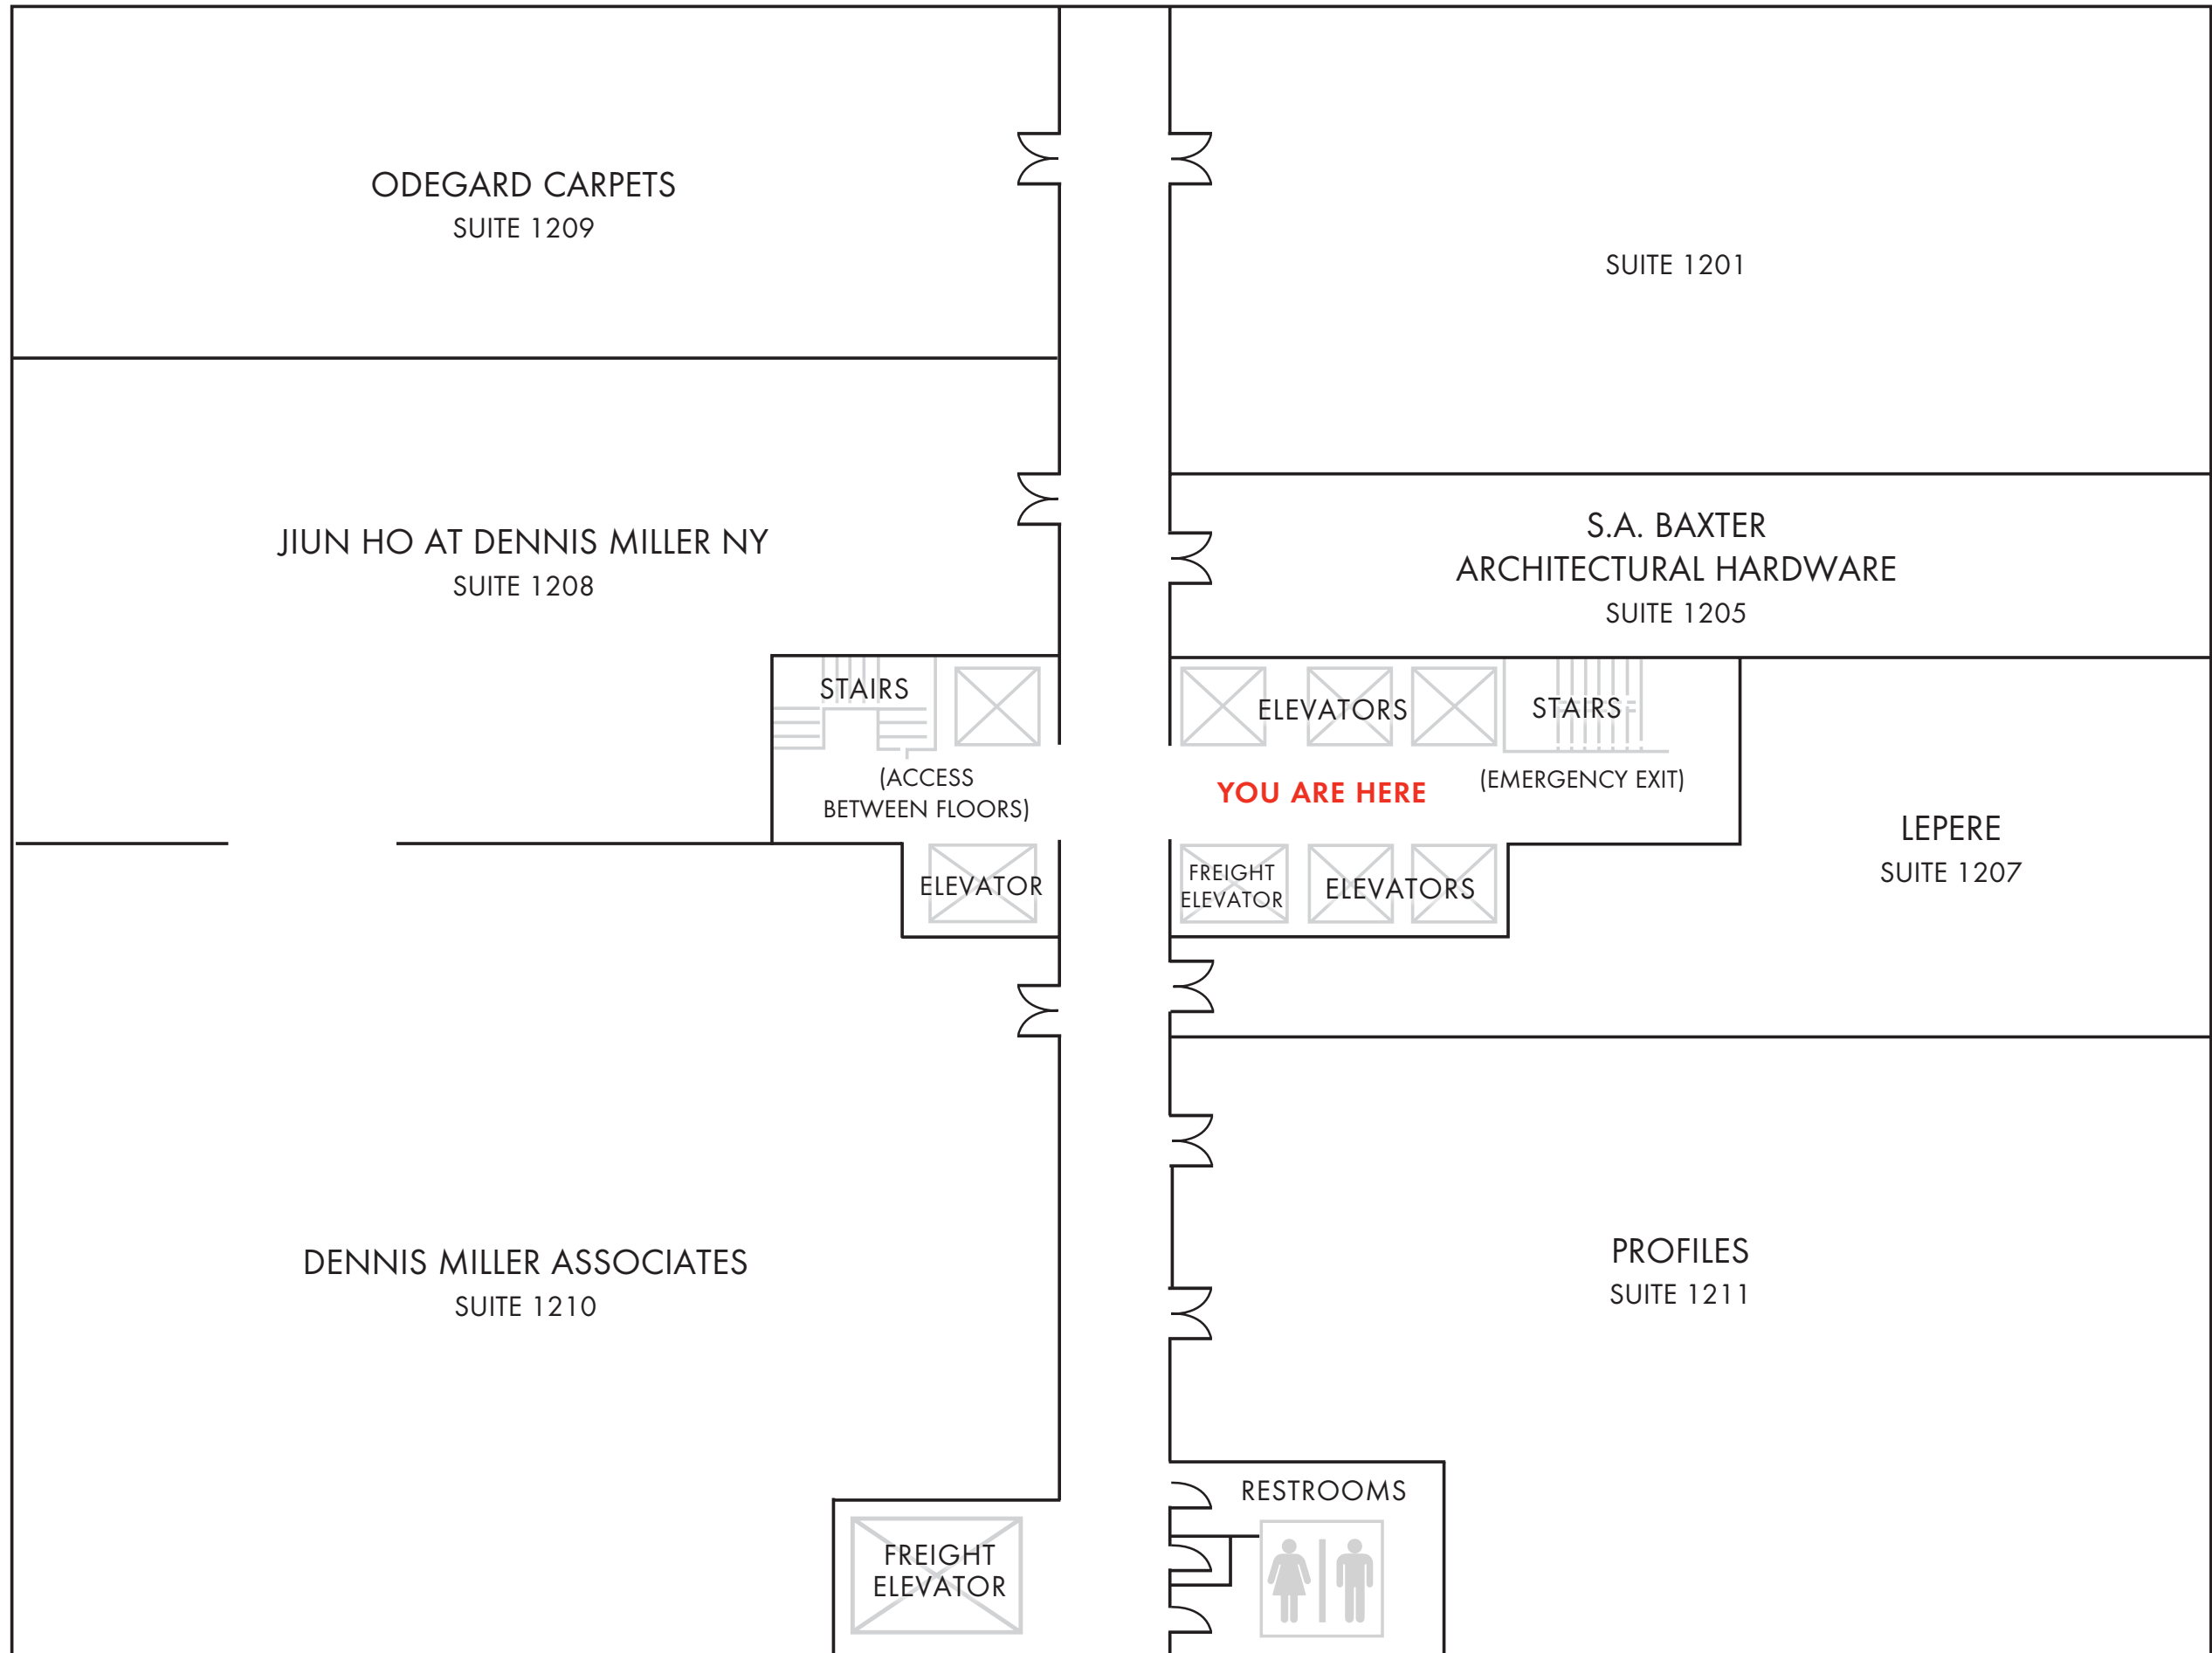 ODEGARD CARPETS
SUITE 1209
SUITE 1201
JIUN HO AT DENNIS MILLER NY
SUITE 1208
S.A. BAXTER
ARCHITECTURAL HARDWARE
SUITE 1205
STAIRS
(ACCESS
BETWEEN FLOORS)
ELEVATOR
ELEVATORS
STAIRS
YOU ARE HERE
(EMERGENCY EXIT)
FREIGHT
ELEVATOR
ELEVATORS
LEPERE
SUITE 1207
DENNIS MILLER ASSOCIATES
SUITE 1210
PROFILES
SUITE 1211
FREIGHT
ELEVATOR
RESTROOMS